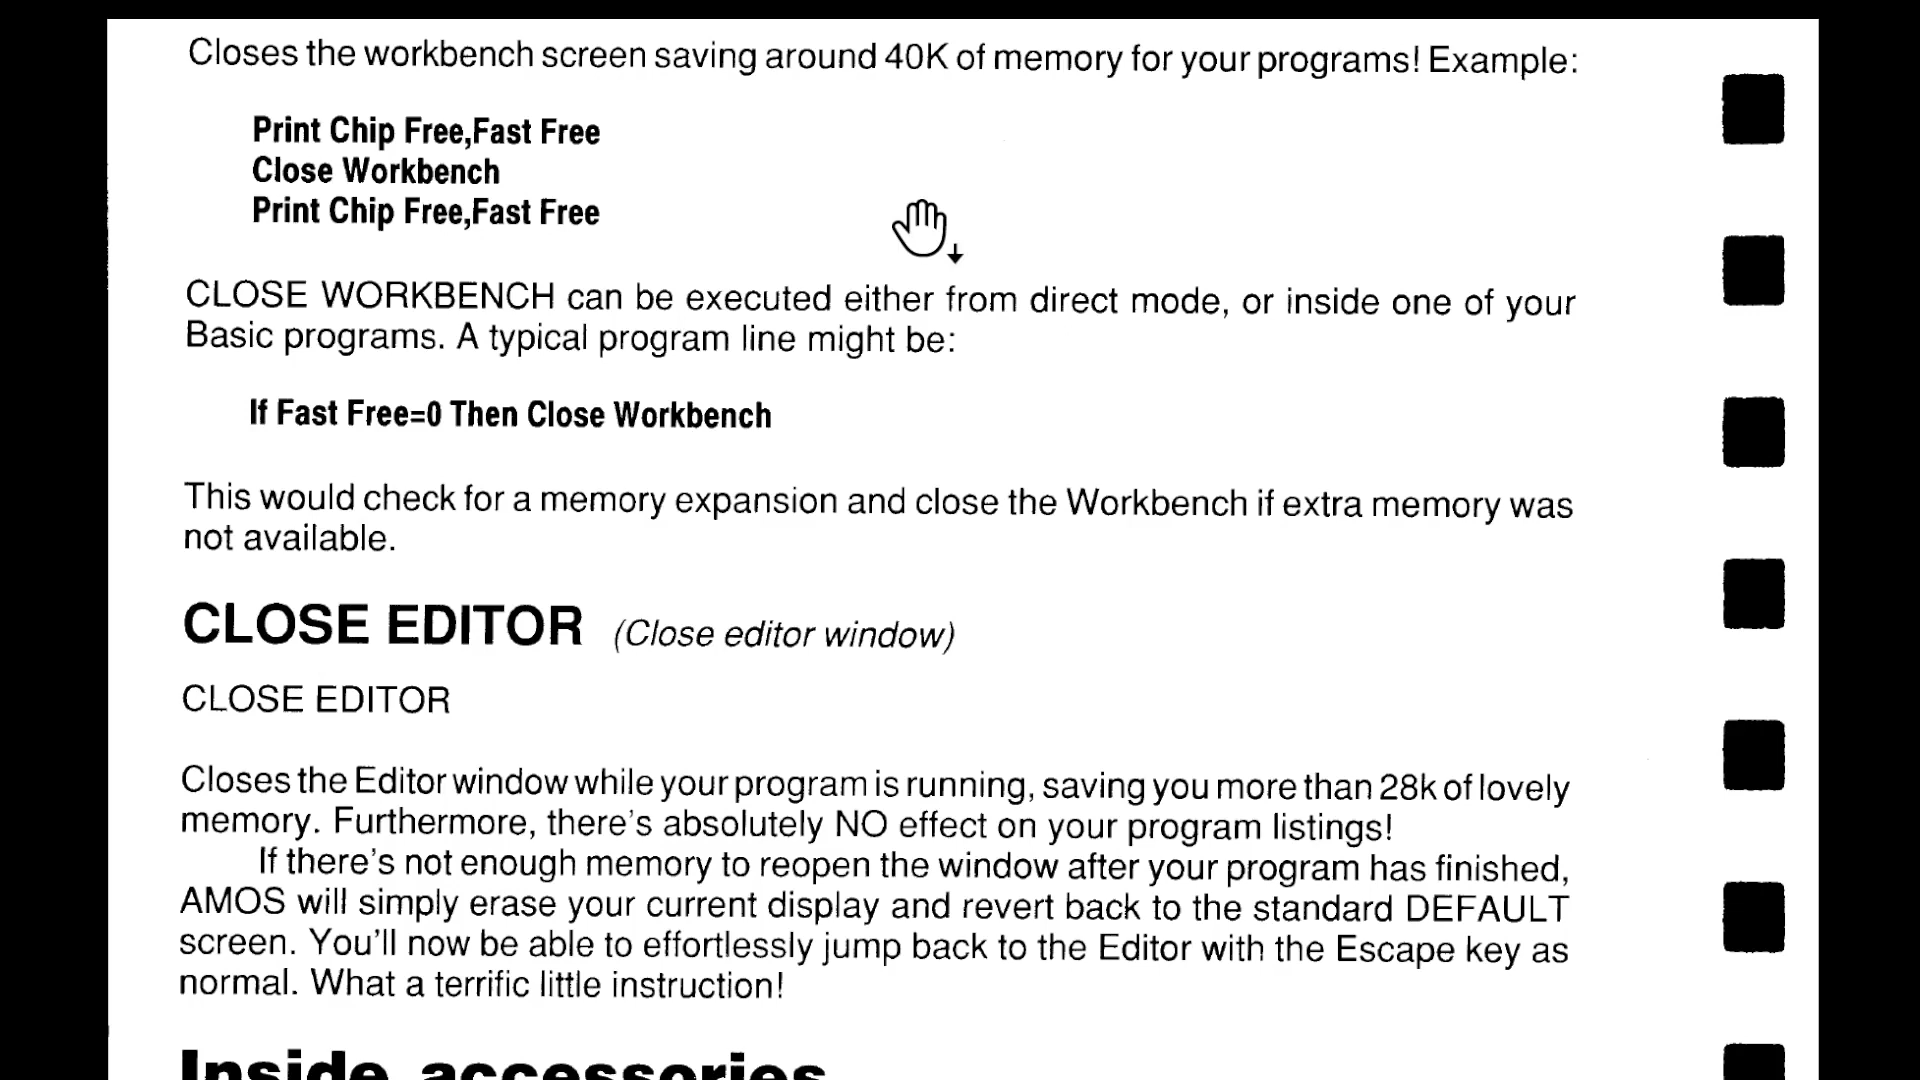 Closes the workbench screen saving around 40K of memory for your programs! Example:
Print Chip Free,Fast Free
Close Workbench
Print Chip Free,Fast Free
CLOSE WORKBENCH can be executed either from direct mode, or inside one of your
Basic programs. A typical program line might be:
If Fast Free=0 Then Close Workbench
This would check for a memory expansion and close the Workbench if extra memory was
not available.
CLOSE EDITOR (Close editor window)
CLOSE EDITOR
Closes the Editor window while your program is running, saving you more than 28k of lovely
memory. Furthermore, there's absolutely NO effect on your program listings!
If there's not enough memory to reopen the window after your program has finished,
AMOS will simply erase your current display and revert back to the standard DEFAULT
screen. You'll now be able to effortlessly jump back to the Editor with the Escape key as
normal. What a terrific little instruction!
Inside accessories